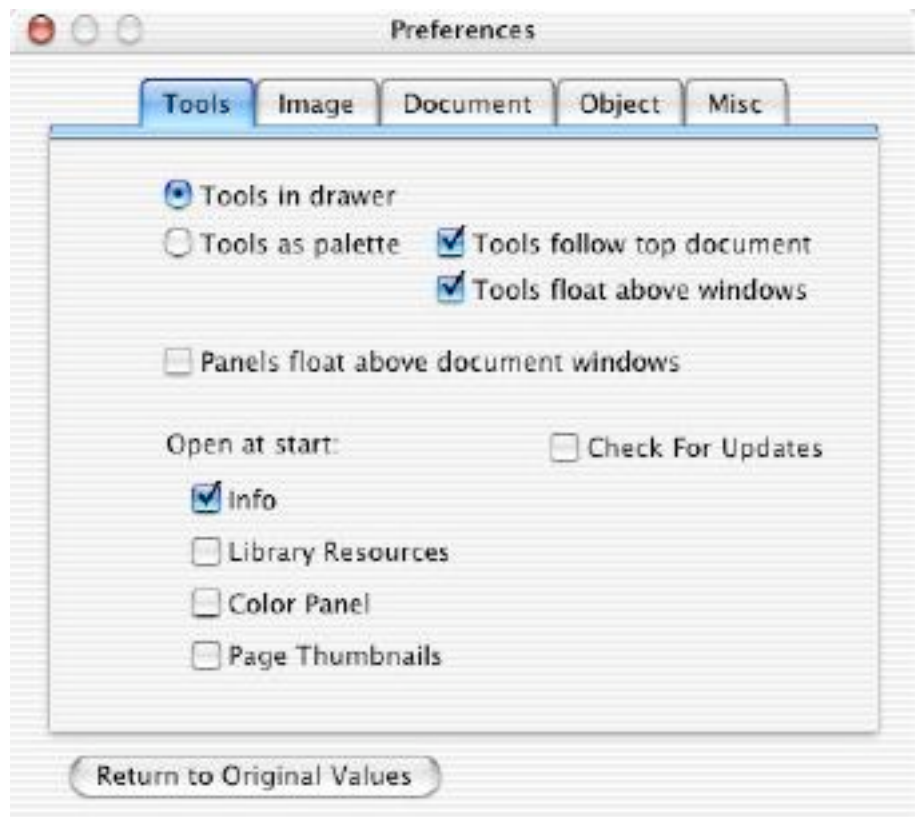 Preferences
Tools Image Document Object Misc
Tools in drawer
Tools as palette Tools follow top document
Tools float above windows
Panels float above document windows
Open at start: Check For Updates
Info
Library Resources
Color Panel
Page Thumbnails
Return to Original Values